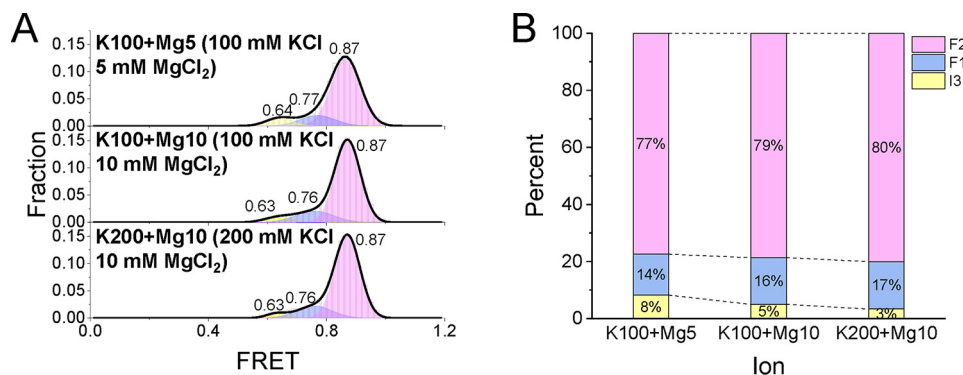 A
Fraction
0.15
0.10
0.05
0.00
K100+Mg5 (100 mM KCl
5 mM MgCl₂)
0.64
0.77
0.87
0.15
0.10
0.05
0.00
K100+Mg10 (100 mM KCl
10 mM MgCl₂)
0.63
0.76
0.87
0.15
0.10
0.05
0.00
K200+Mg10 (200 mM KCl
10 mM MgCl₂)
0.63
0.76
0.87
0.0 0.4 0.8 1.2
FRET
B
Percent
100
80
60
40
20
0
77% 79% 80%
14% 16% 17%
8% 5% 3%
K100+Mg5 K100+Mg10 K200+Mg10
Ion
F2
F1
I3